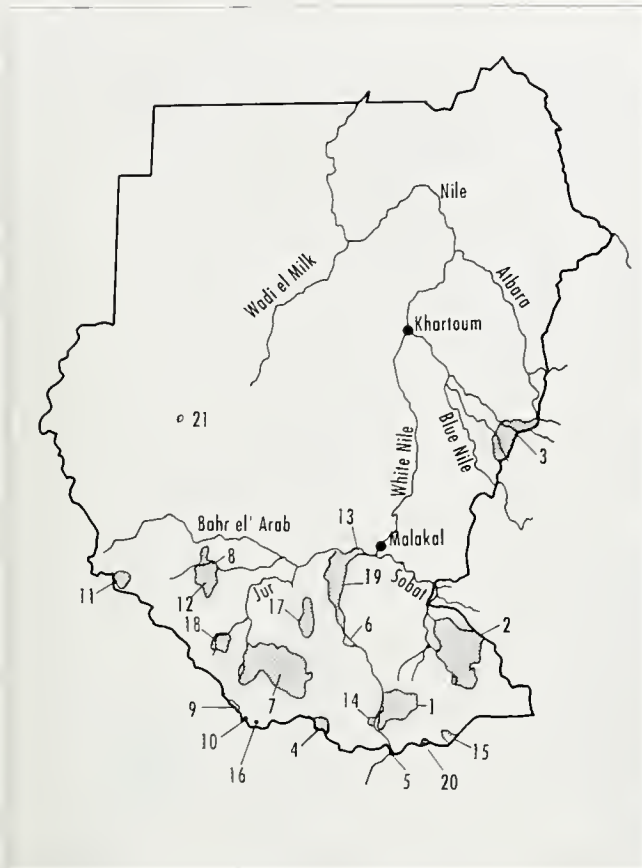 Nile
Wadi el Milk
Atbara
Khartoum
21
White Nile
Blue Nile
3
Bahr el' Arab
13
Malakal
8
Sobat
11
12
Jur
17
19
18
6
2
7
14
1
9
10
16
4
5
20
15